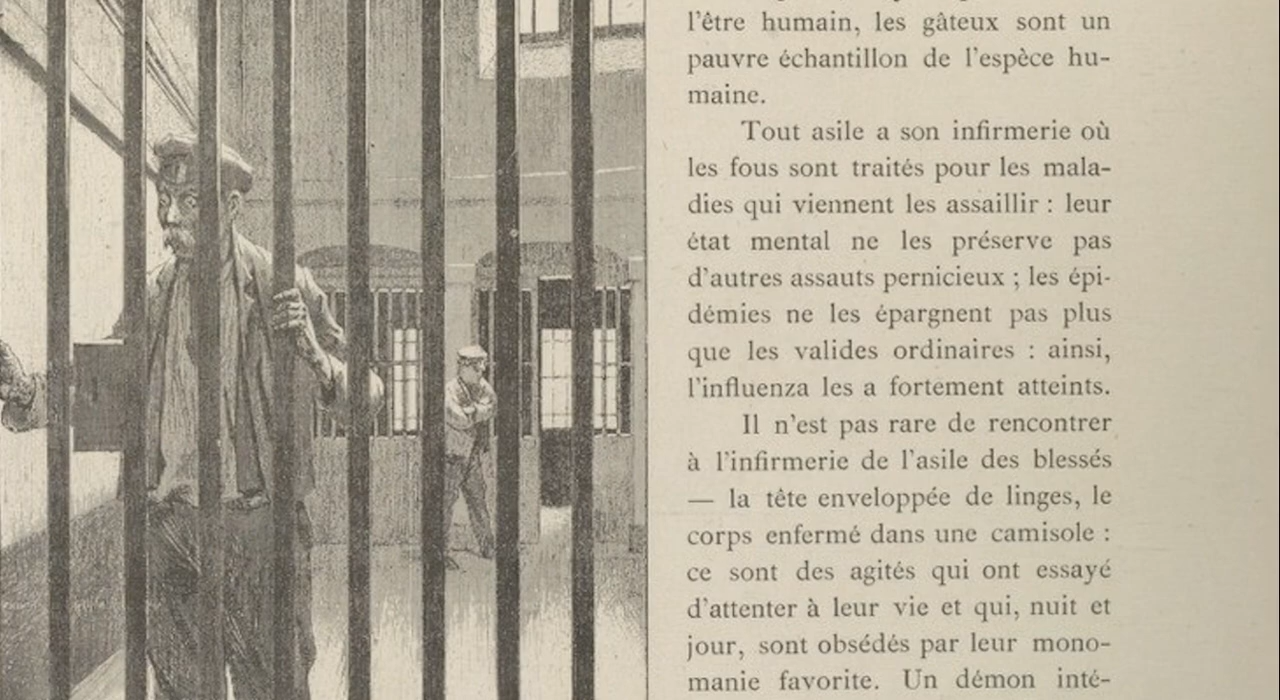 l'être humain, les gâteux sont un
pauvre échantillon de l'espèce hu-
maine.
Tout asile a son infirmerie où
les fous sont traités pour les mala-
dies qui viennent les assaillir : leur
état mental ne les préserve pas
d'autres assauts pernicieux ; les épi-
démies ne les épargnent pas plus
que les valides ordinaires : ainsi,
l'influenza les a fortement atteints.
Il n'est pas rare de rencontrer
à l'infirmerie de l'asile des blessés
— la tête enveloppée de linges, le
corps enfermé dans une camisole :
ce sont des agités qui ont essayé
d'attenter à leur vie et qui, nuit et
jour, sont obsédés par leur mono-
manie favorite. Un démon inté-